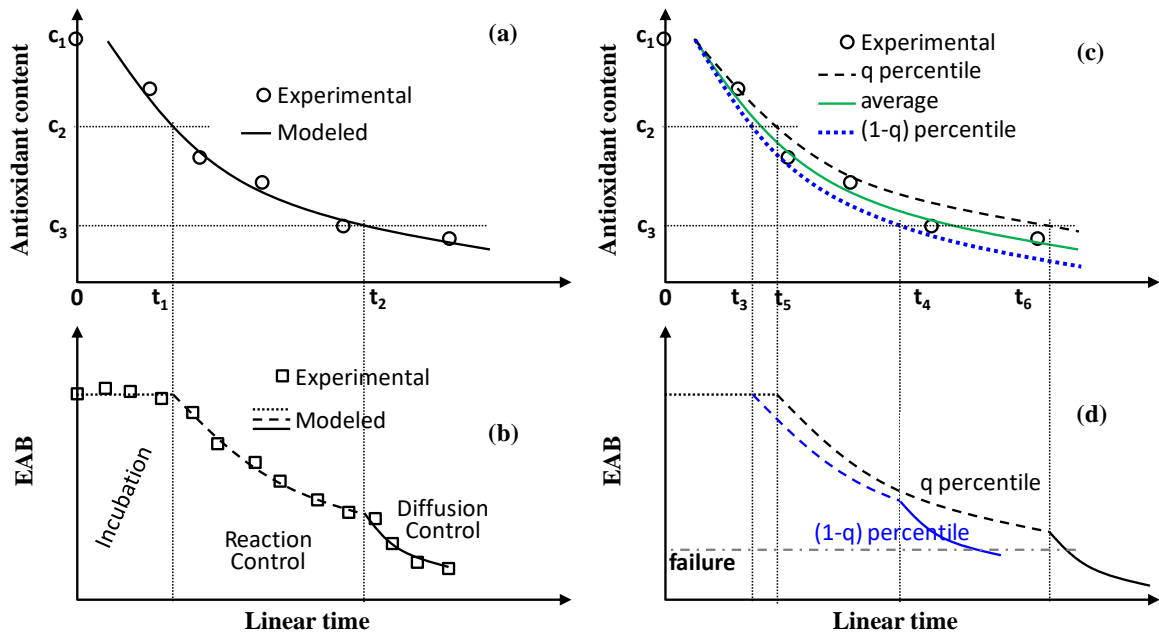 (a)
c1
c2
c3
Antioxidant content
Experimental
Modeled
0
t1
t2
(c)
c1
c2
c3
Antioxidant content
Experimental
q percentile
average
(1-q) percentile
0
t3
t5
t4
t6
(b)
EAB
Experimental
Modeled
Incubation
Reaction
Control
Diffusion
Control
Linear time
(d)
EAB
q percentile
(1-q) percentile
failure
Linear time